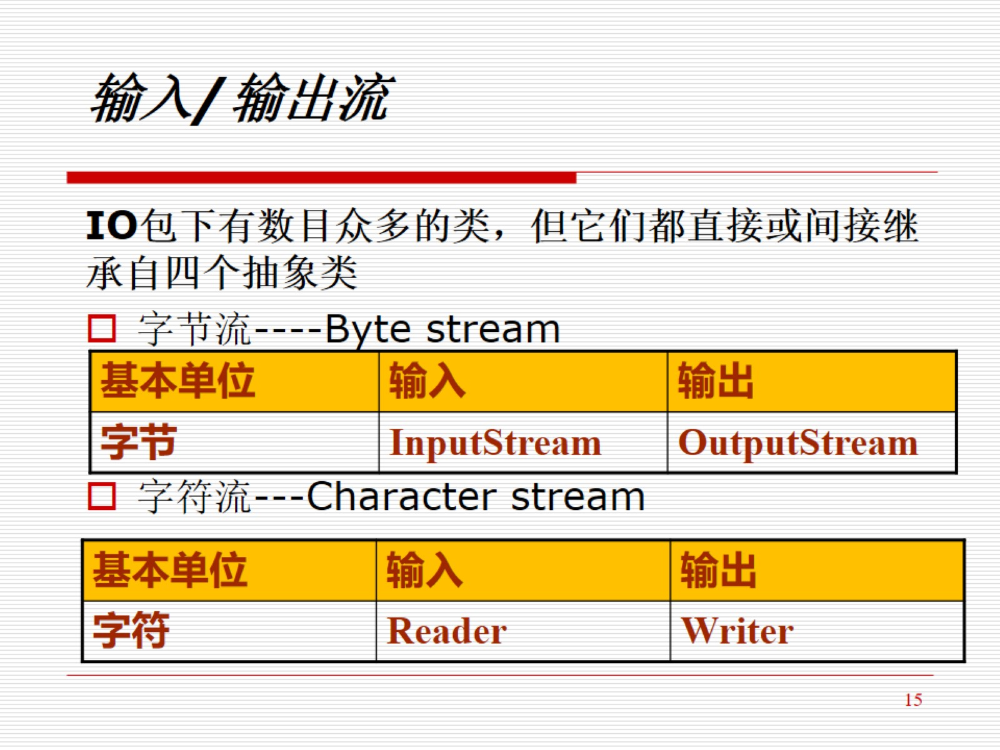 输入/ 输出流
IO包下有数目众多的类，但它们都直接或间接继
承自四个抽象类
字节流----Byte stream
基本单位 输入 输出
字节 InputStream OutputStream
字符流---Character stream
基本单位 输入 输出
字符 Reader Writer
15